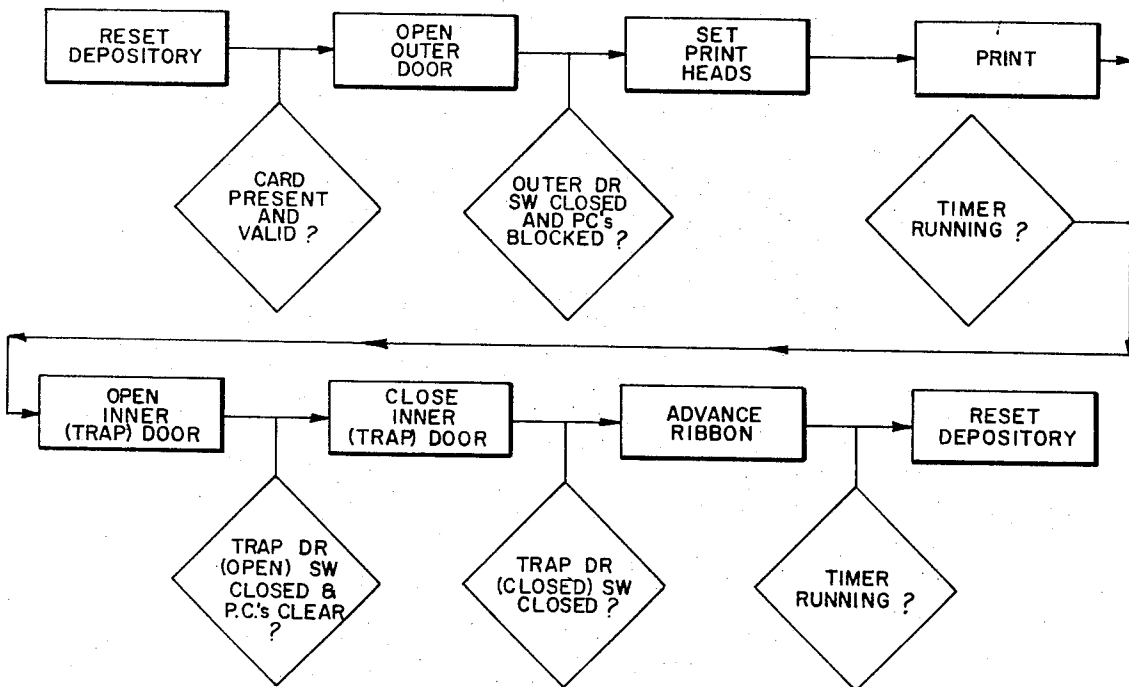 RESET
DEPOSITORY
OPEN
OUTER
DOOR
SET
PRINT
HEADS
PRINT
CARD
PRESENT
AND
VALID ?
OUTER DR
SW CLOSED
AND PC's
BLOCKED ?
TIMER
RUNNING ?
OPEN
INNER
(TRAP) DOOR
CLOSE
INNER
(TRAP) DOOR
ADVANCE
RIBBON
RESET
DEPOSITORY
TRAP DR
(OPEN) SW
CLOSED &
P.C.'s CLEAR
?
TRAP DR
(CLOSED) SW
CLOSED ?
TIMER
RUNNING ?